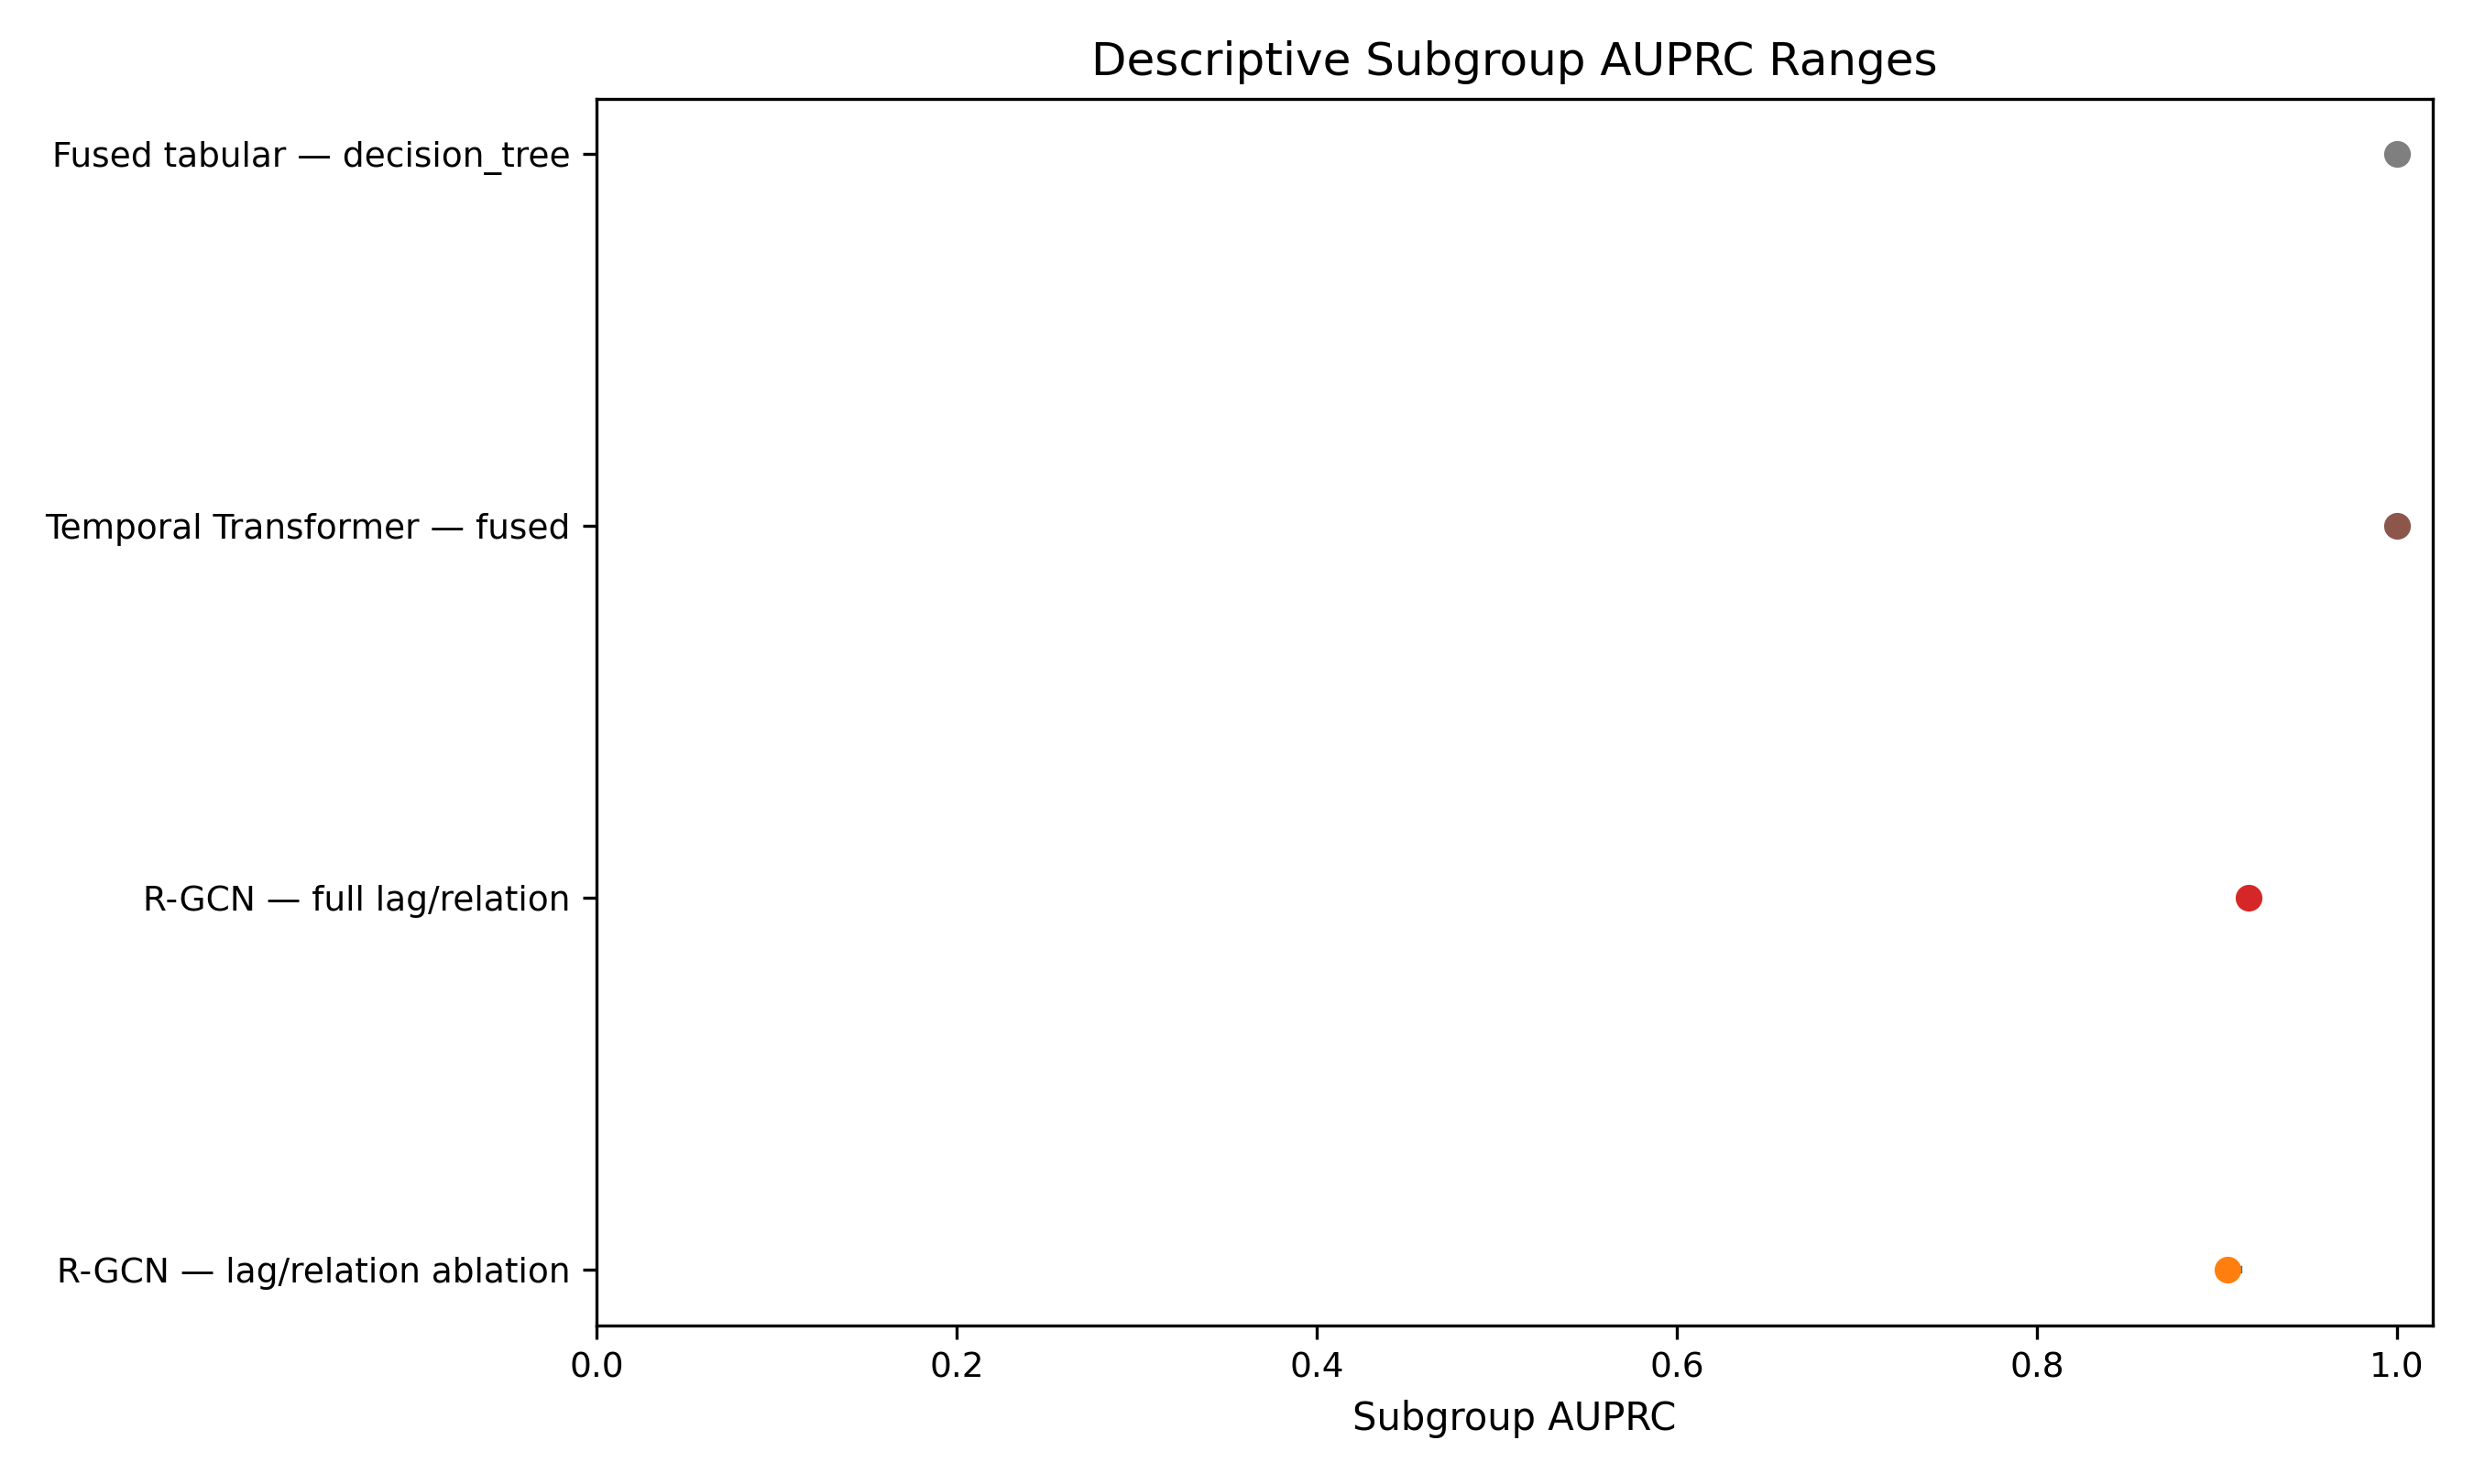 Descriptive Subgroup AUPRC Ranges
Fused tabular — decision_tree
Temporal Transformer — fused
R-GCN — full lag/relation
R-GCN — lag/relation ablation
0.0 0.2 0.4 0.6 0.8 1.0
Subgroup AUPRC